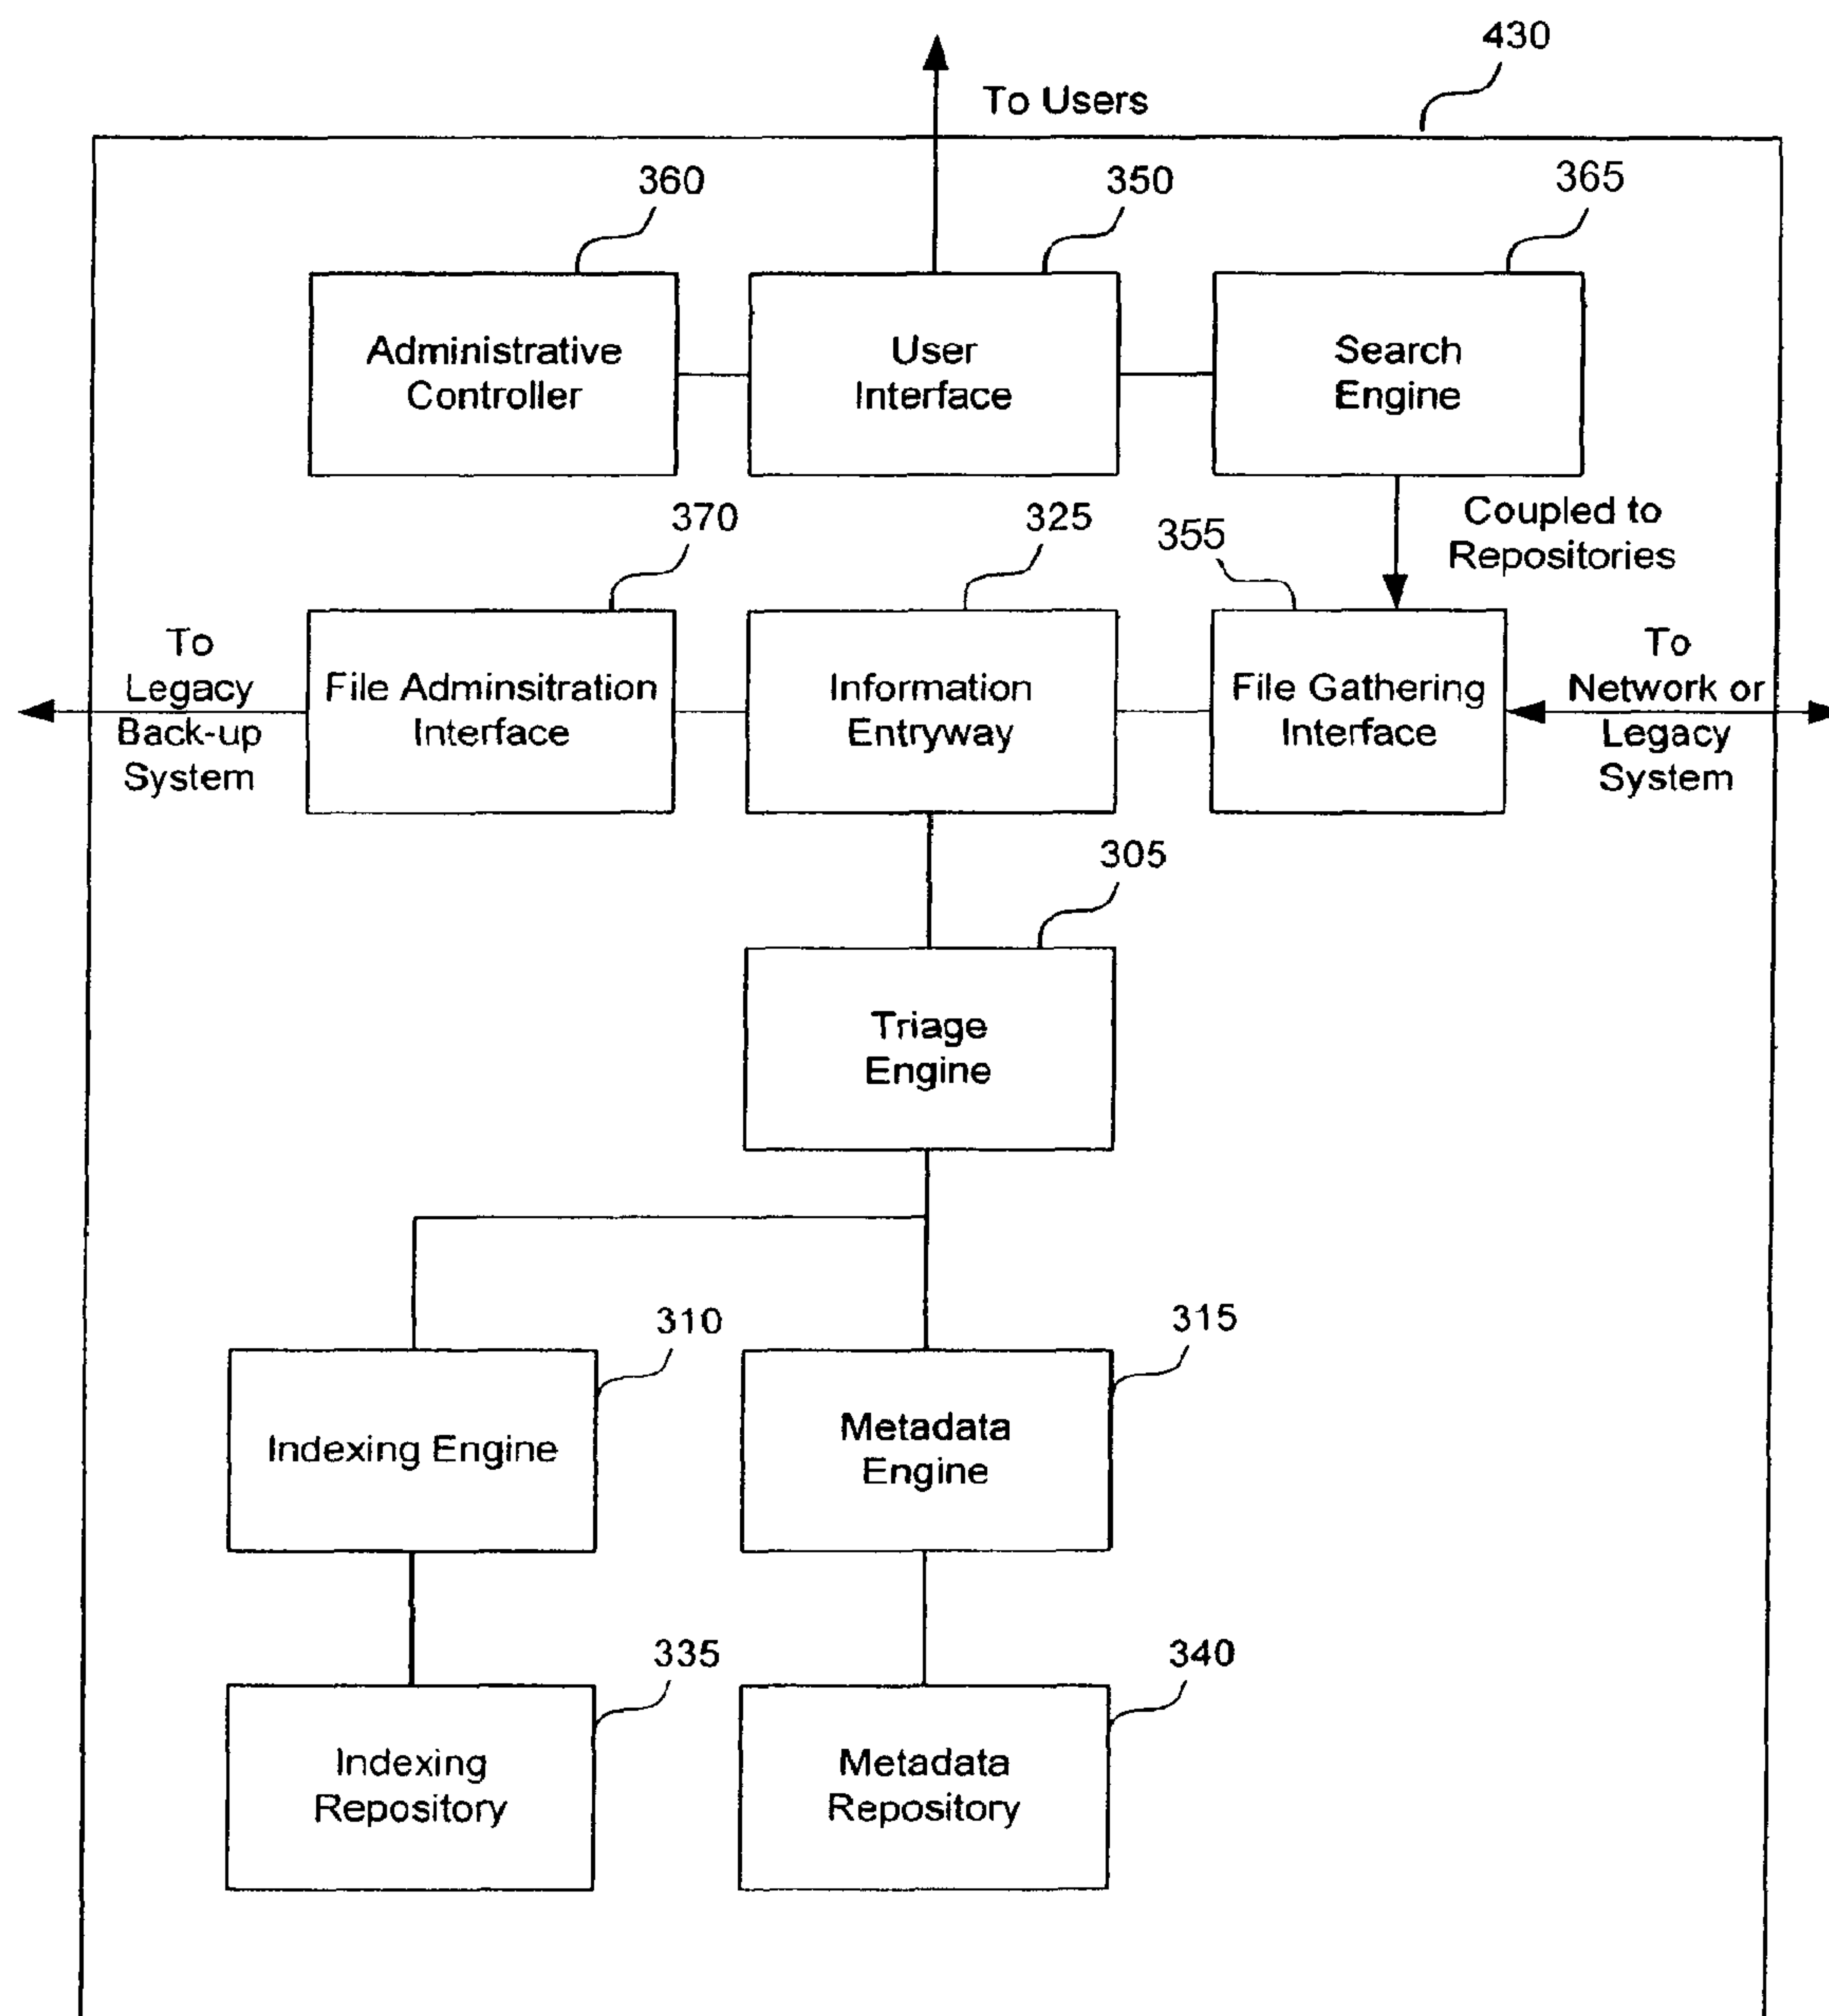 430
To Users
360
350
365
Administrative
Controller
User
Interface
Search
Engine
Coupled to
Repositories
370
325
355
To
Legacy
Back-up
System
File Adminsitration
Interface
Information
Entryway
File Gathering
Interface
To
Network or
Legacy
System
305
Triage
Engine
310
315
Indexing Engine
Metadata
Engine
335
340
Indexing
Repository
Metadata
Repository